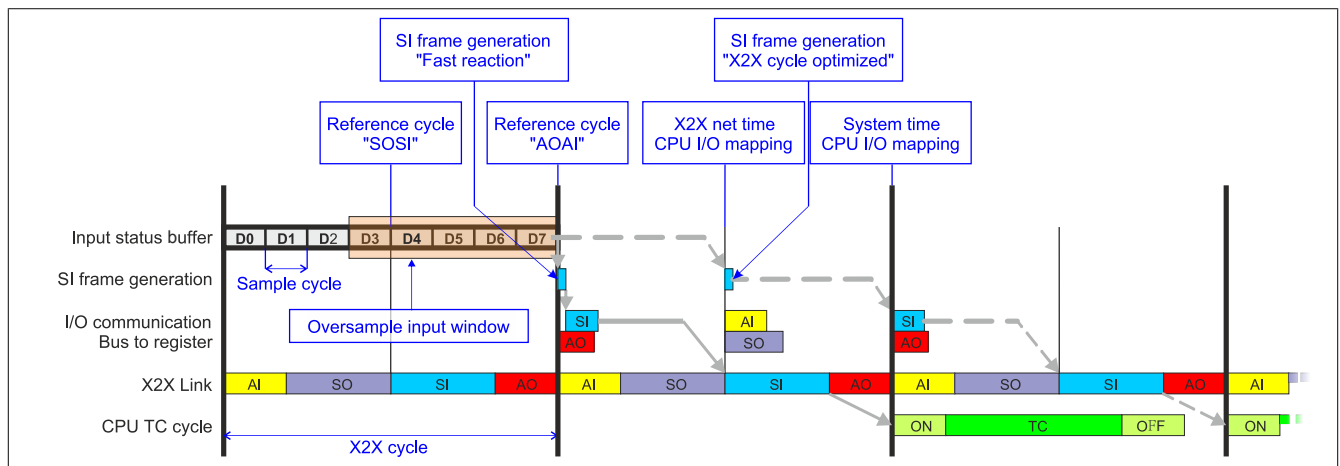 SI frame generation
"Fast reaction"
SI frame generation
"X2X cycle optimized"
Reference cycle
"SOSI"
Reference cycle
"AOAI"
X2X net time
CPU I/O mapping
System time
CPU I/O mapping
Input status buffer
D0 D1 D2 D3 D4 D5 D6 D7
Sample cycle
SI frame generation
Oversample input window
I/O communication
Bus to register
SI AI SI
AO SO AO
X2X Link
AI SO SI AO AI SO SI AO AI SO SI AO AI
CPU TC cycle
ON TC OFF ON
X2X cycle